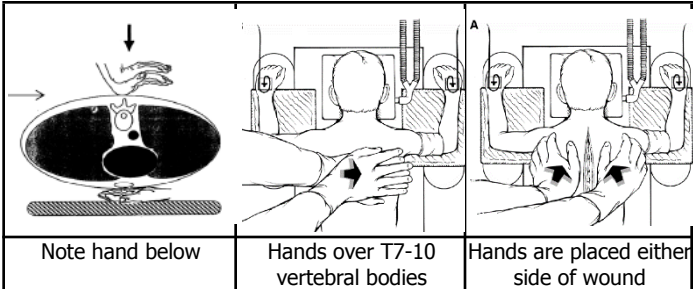 A
Note hand below
Hands over T7-10
vertebral bodies
Hands are placed either
side of wound